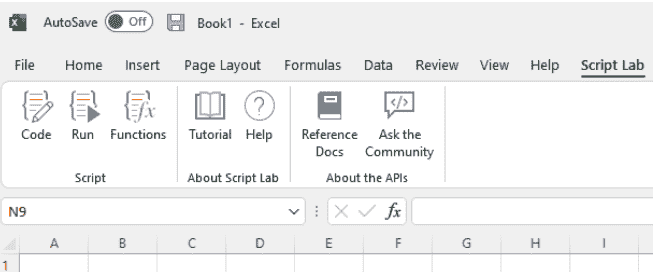 AutoSave Off Book1 - Excel
File Home Insert Page Layout Formulas Data Review View Help Script Lab
fx
Code Run Functions Tutorial Help Reference Docs Ask the Community
Script About Script Lab About the APIs
N9 fx
A B C D E F G H I
1